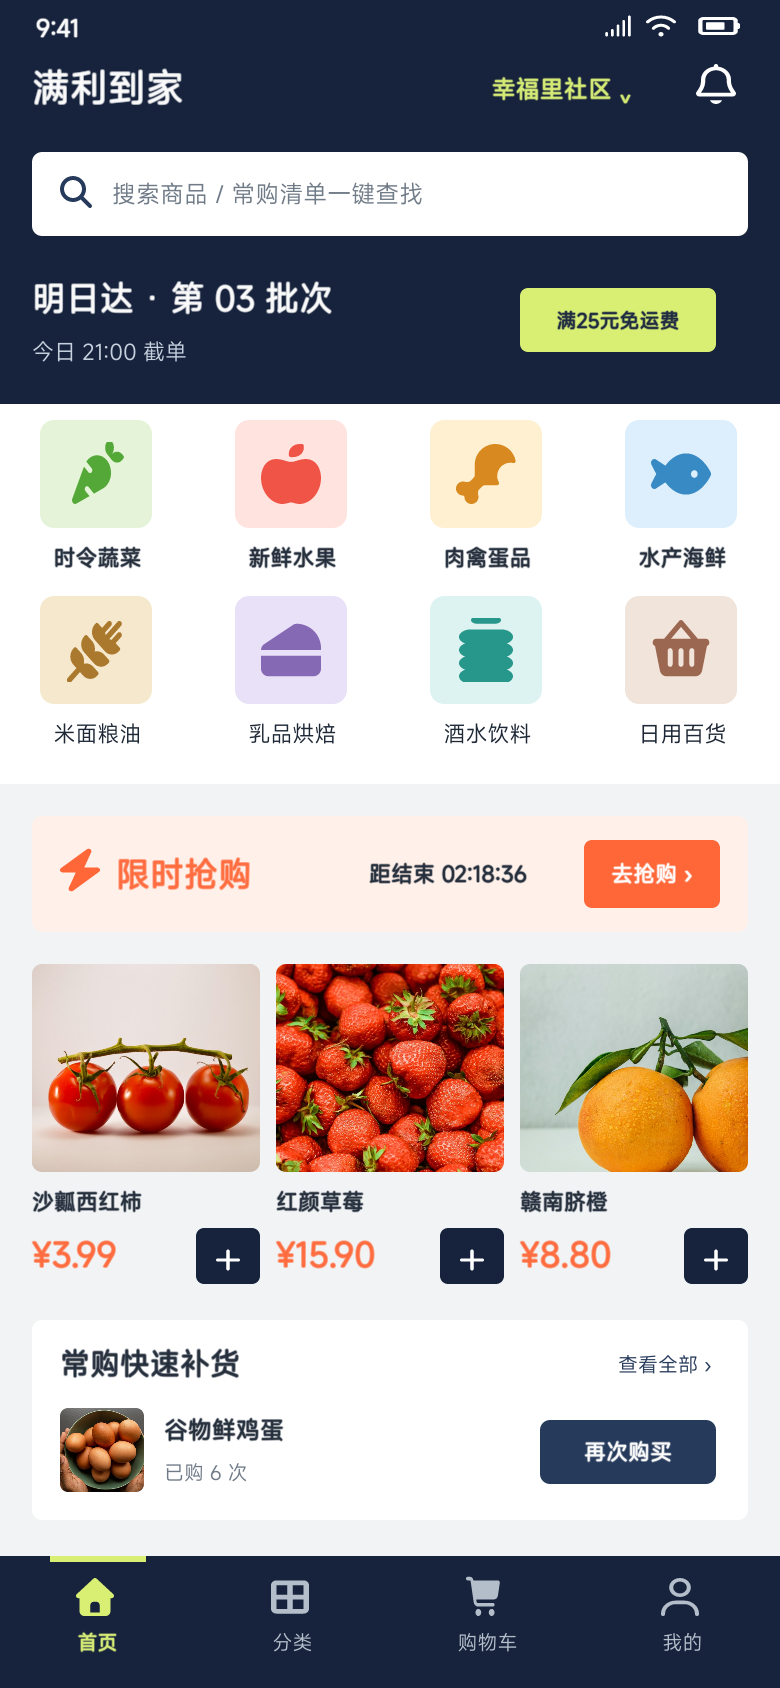 9:41
满利到家
幸福里社区
搜索商品 / 常购清单一键查找
明日达 · 第 03 批次
今日 21:00 截单
满25元免运费
时令蔬菜
新鲜水果
肉禽蛋品
水产海鲜
米面粮油
乳品烘焙
酒水饮料
日用百货
限时抢购
距结束 02:18:36
去抢购 ›
沙瓤西红柿
红颜草莓
赣南脐橙
¥3.99
¥15.90
¥8.80
常购快速补货
查看全部 ›
谷物鲜鸡蛋
已购 6 次
再次购买
首页
分类
购物车
我的